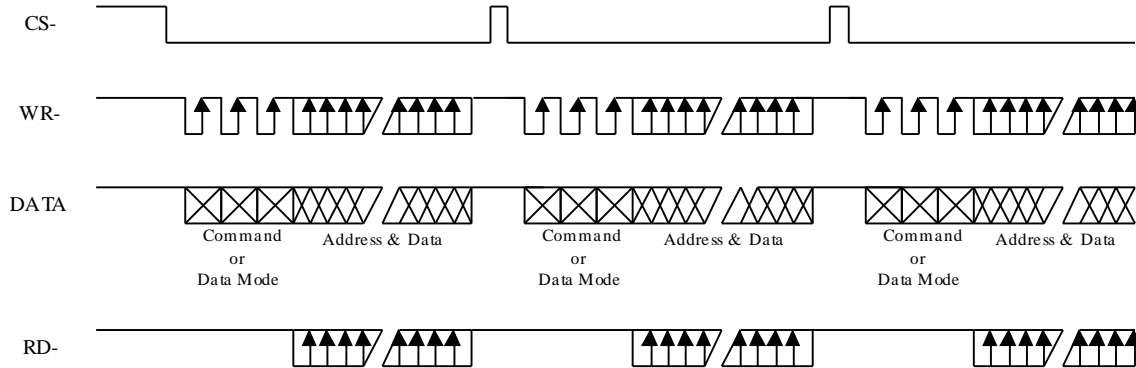 CS-
WR-
DATA
Command
or
Data Mode
Address & Data
Command
or
Data Mode
Address & Data
Command
or
Data Mode
Address & Data
RD-